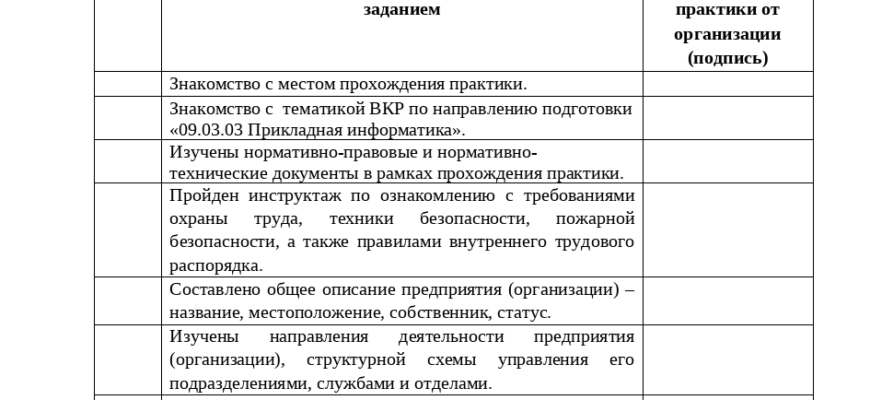 заданием
практики от
организации
(подпись)
Знакомство с местом прохождения практики.
Знакомство с  тематикой ВКР по направлению подготовки
«09.03.03 Прикладная информатика».
Изучены нормативно-правовые и нормативно-
технические документы в рамках прохождения практики.
Пройден инструктаж по ознакомлению с требованиями
охраны труда, техники безопасности, пожарной
безопасности, а также правилами внутреннего трудового
распорядка.
Составлено общее описание предприятия (организации) –
название, местоположение, собственник, статус.
Изучены направления деятельности предприятия
(организации), структурной схемы управления его
подразделениями, службами и отделами.